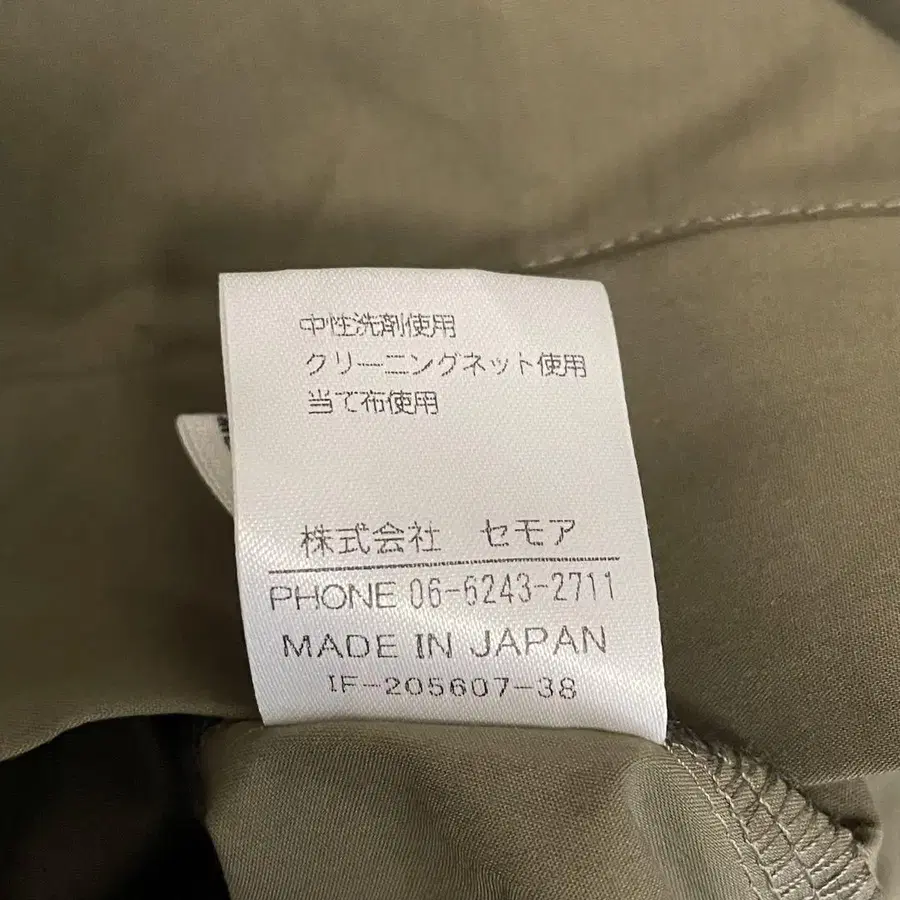 中性洗剤使用
クリーニングネット使用
当て布使用
株式会社 セモア
PHONE 06-6243-2711
MADE IN JAPAN
IF-205607-38